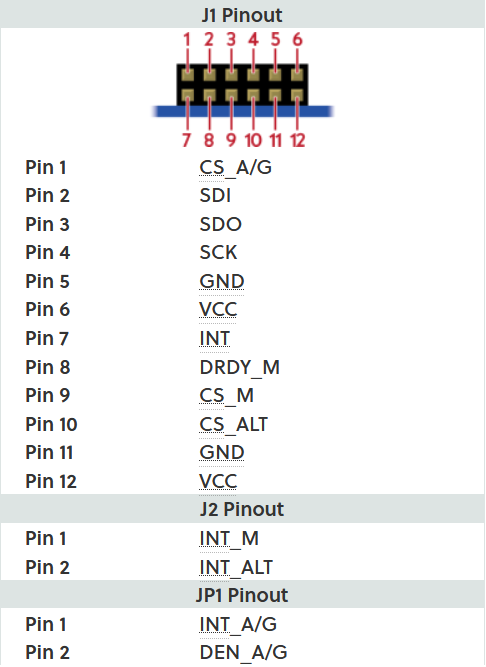 J1 Pinout
1 2 3 4 5 6
7 8 9 10 11 12
Pin 1 CS_A/G
Pin 2 SDI
Pin 3 SDO
Pin 4 SCK
Pin 5 GND
Pin 6 VCC
Pin 7 INT
Pin 8 DRDY_M
Pin 9 CS_M
Pin 10 CS_ALT
Pin 11 GND
Pin 12 VCC
J2 Pinout
Pin 1 INT_M
Pin 2 INT_ALT
JP1 Pinout
Pin 1 INT_A/G
Pin 2 DEN_A/G